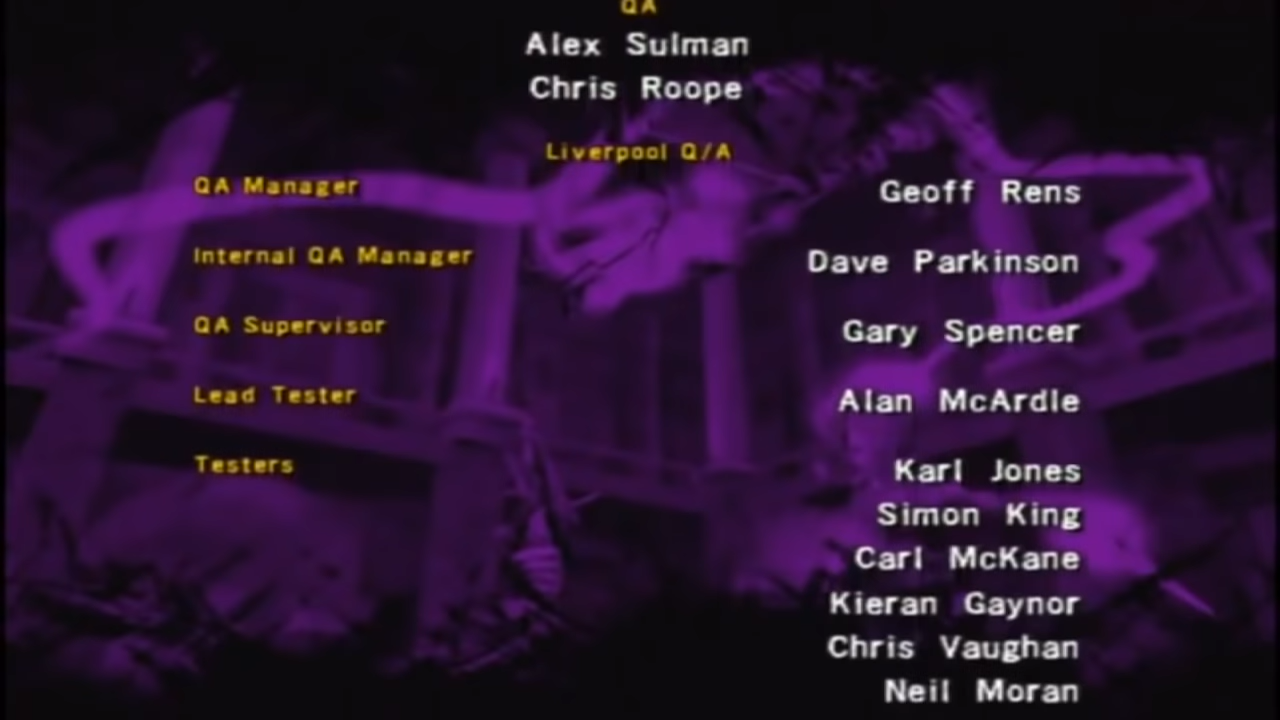 QA
Alex Sulman
Chris Roope
Liverpool Q/A
QA Manager Geoff Rens
Internal QA Manager Dave Parkinson
QA Supervisor Gary Spencer
Lead Tester Alan McArdle
Testers Karl Jones
Simon King
Carl McKane
Kieran Gaynor
Chris Vaughan
Neil Moran